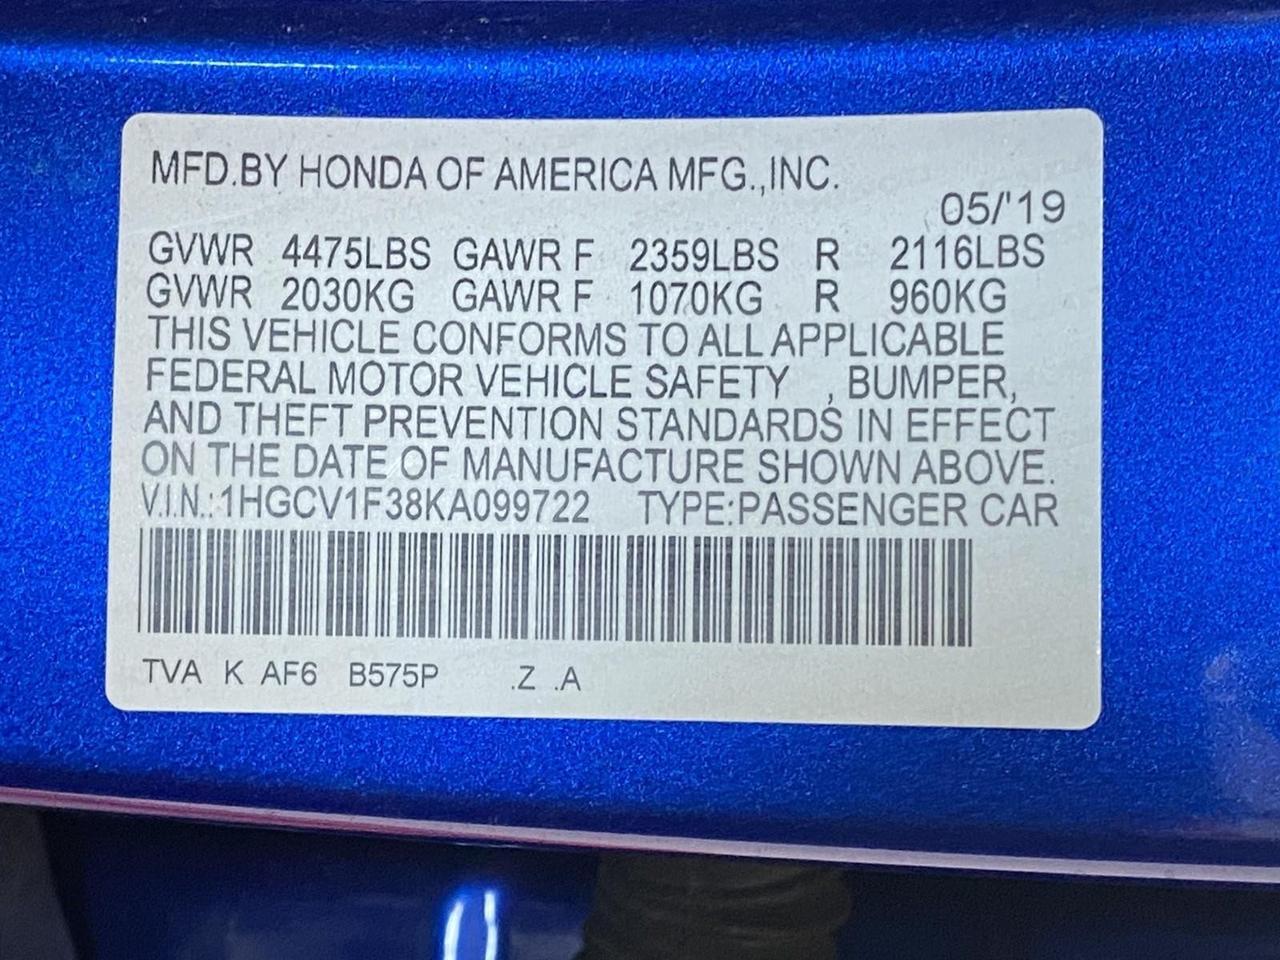 MFD.BY HONDA OF AMERICA MFG.,INC.
05/'19
GVWR 4475LBS GAWR F 2359LBS R 2116LBS
GVWR 2030KG GAWR F 1070KG R 960KG
THIS VEHICLE CONFORMS TO ALL APPLICABLE
FEDERAL MOTOR VEHICLE SAFETY , BUMPER,
AND THEFT PREVENTION STANDARDS IN EFFECT
ON THE DATE OF MANUFACTURE SHOWN ABOVE.
V.I.N.:1HGCV1F38KA099722 TYPE:PASSENGER CAR
TVA K AF6 B575P .Z .A